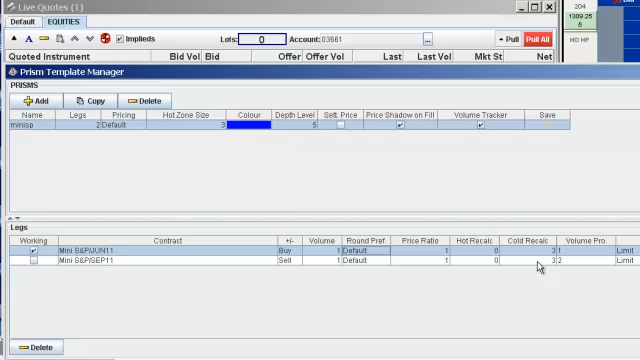 Live Quotes (1)
204
Default EQUITIES
1309.25
5
Lots: 0 Account: 03661 ... Pull Pull All
Implieds
Quoted Instrument Bid Vol Bid Offer Offer Vol Last Last Vol Mkt St
Prism Template Manager
PRISMS
Add Copy Delete
Name Legs Pricing Hot Zone Size Colour Depth Level Sett. Price Price Shadow on Fill Volume Tracker Save
minisp 2 Default 3 5
Legs
Working Contract +/- Volume Round Pref. Price Ratio Hot Recalc Cold Recalc Volume Pro.
Mini S&P/JUN11 Buy 1 Default 1 0 3 1 Limit
Mini S&P/SEP11 Sell 1 Default 1 0 3 2 Limit
Delete